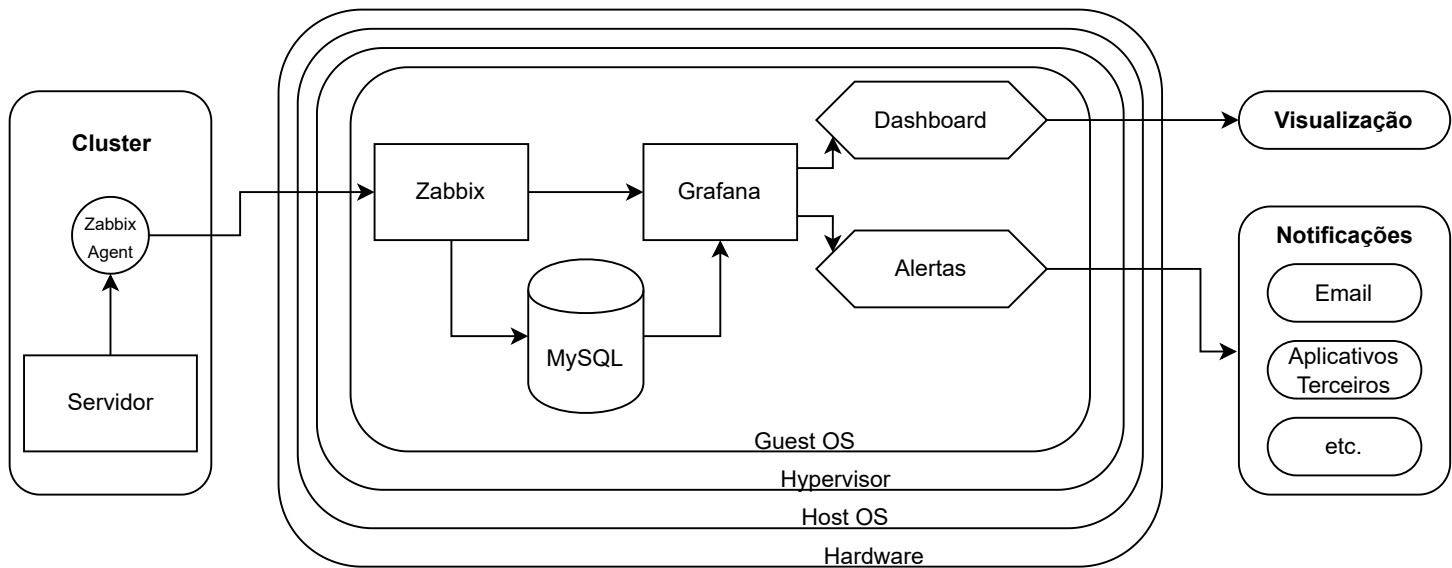 Cluster
Zabbix
Agent
Servidor
Zabbix
Grafana
MySQL
Dashboard
Alertas
Guest OS
Hypervisor
Host OS
Hardware
Visualização
Notificações
Email
Aplicativos
Terceiros
etc.